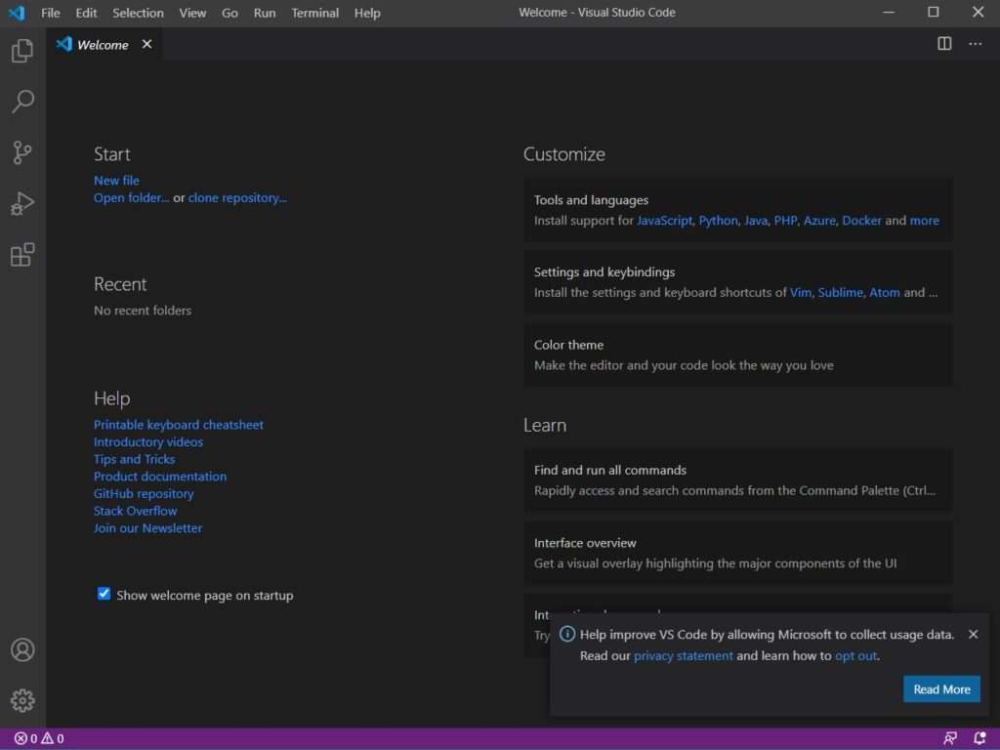 File Edit Selection View Go Run Terminal Help Welcome - Visual Studio Code
Welcome
Start
New file
Open folder... or clone repository...
Recent
No recent folders
Help
Printable keyboard cheatsheet
Introductory videos
Tips and Tricks
Product documentation
GitHub repository
Stack Overflow
Join our Newsletter
Show welcome page on startup
Customize
Tools and languages
Install support for JavaScript, Python, Java, PHP, Azure, Docker and more
Settings and keybindings
Install the settings and keyboard shortcuts of Vim, Sublime, Atom and ...
Color theme
Make the editor and your code look the way you love
Learn
Find and run all commands
Rapidly access and search commands from the Command Palette (Ctrl...
Interface overview
Get a visual overlay highlighting the major components of the UI
Help improve VS Code by allowing Microsoft to collect usage data.
Read our privacy statement and learn how to opt out.
Read More
0 0